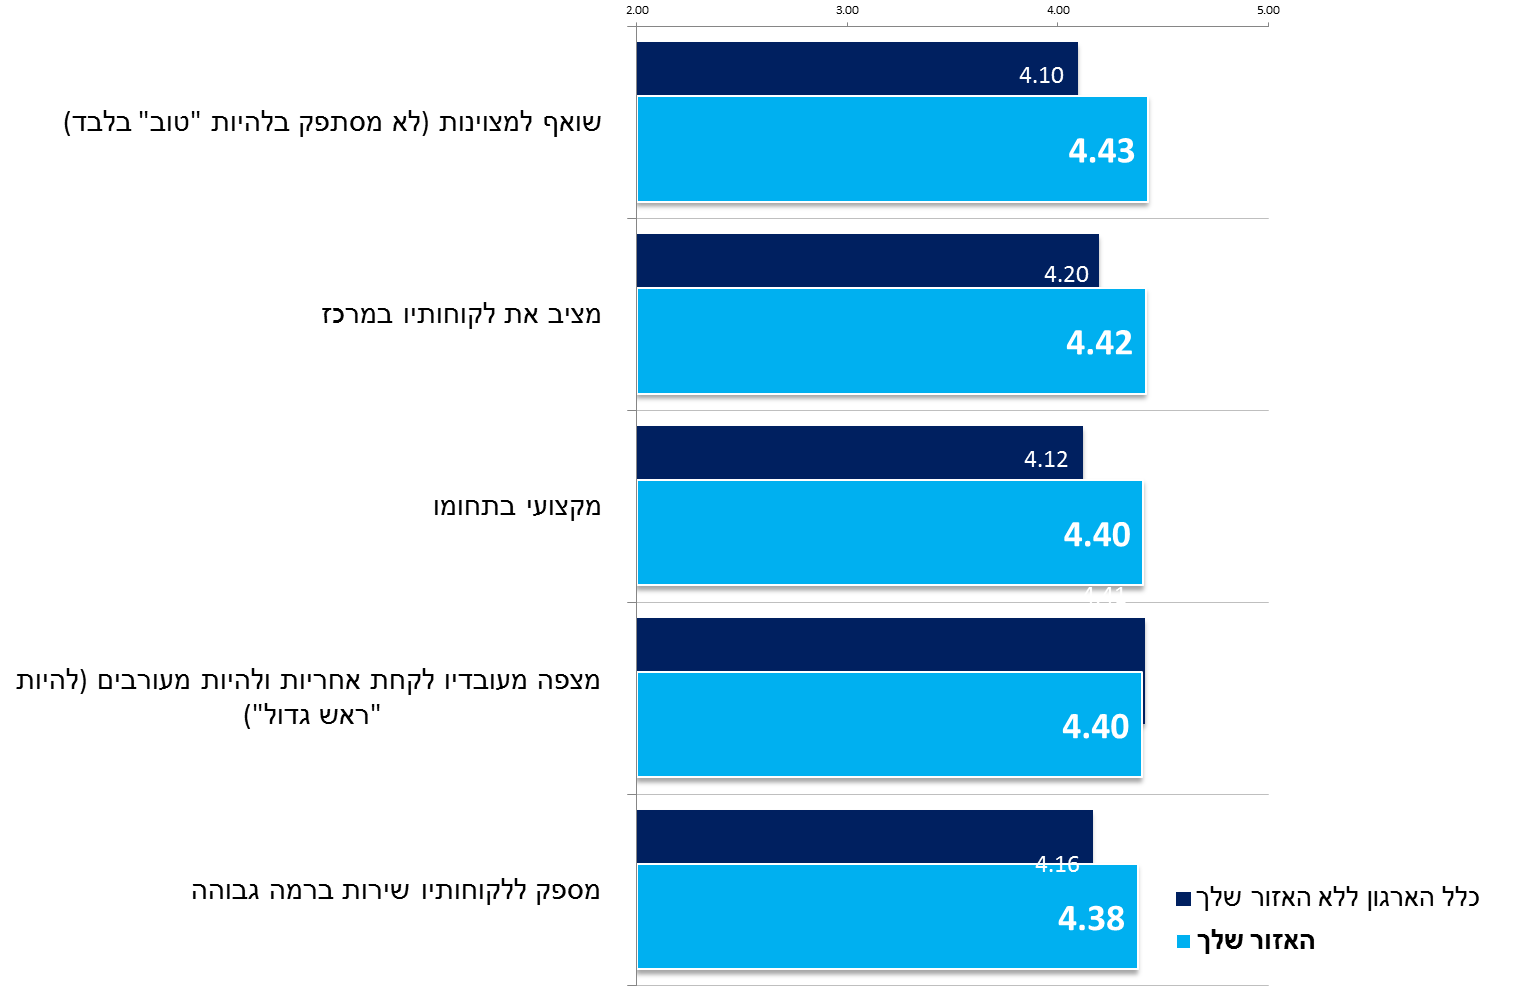 2.00 3.00 4.00 5.00
שואף למצוינות (לא מסתפק בלהיות "טוב" בלבד)
4.10
4.43
מציב את לקוחותיו במרכז
4.20
4.42
מקצועי בתחומו
4.12
4.40
4.41
מצפה מעובדיו לקחת אחריות ולהיות מעורבים (להיות
"ראש גדול")
4.40
מספק ללקוחותיו שירות ברמה גבוהה
4.16
4.38
כלל הארגון ללא האזור שלך
האזור שלך